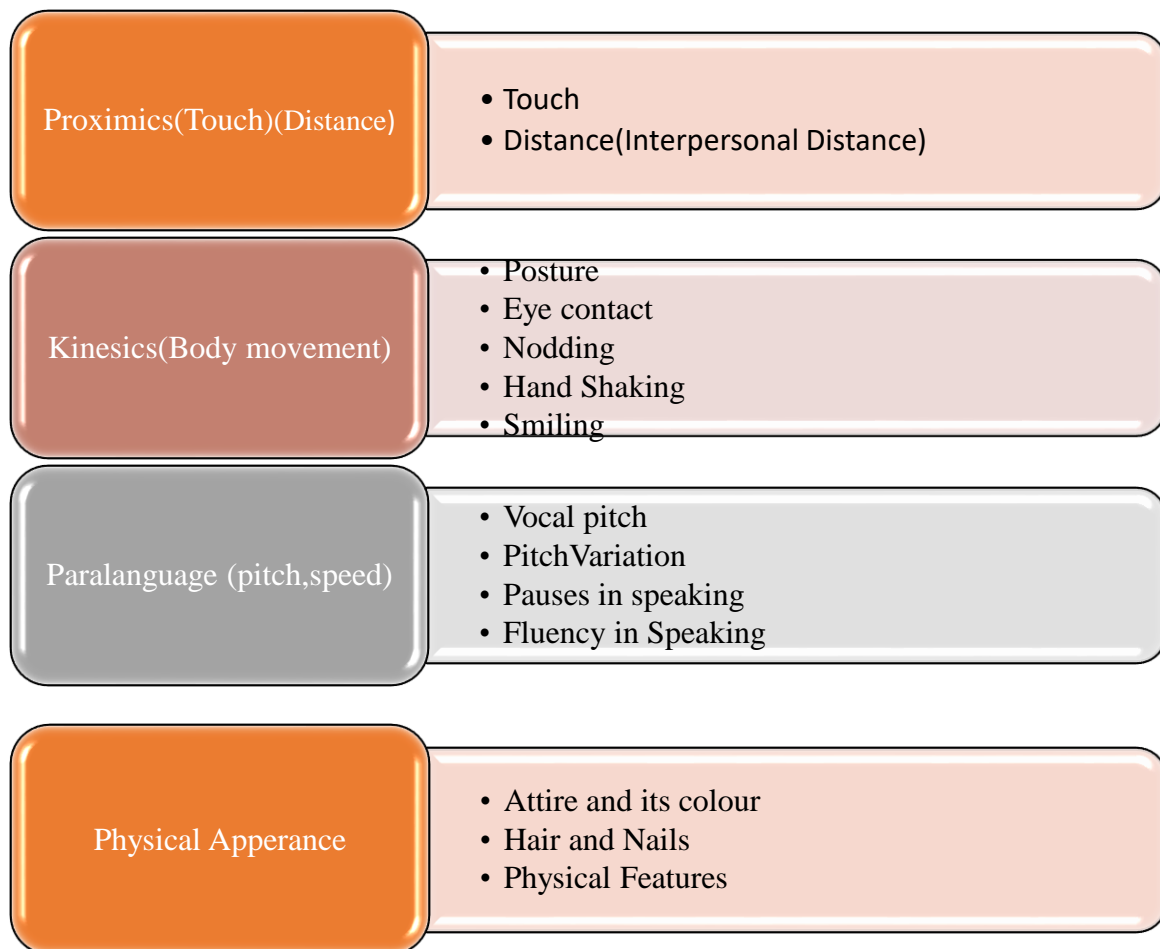 Proximics(Touch)(Distance)
• Touch
• Distance(Interpersonal Distance)
Kinesics(Body movement)
• Posture
• Eye contact
• Nodding
• Hand Shaking
• Smiling
Paralanguage (pitch,speed)
• Vocal pitch
• PitchVariation
• Pauses in speaking
• Fluency in Speaking
Physical Apperance
• Attire and its colour
• Hair and Nails
• Physical Features